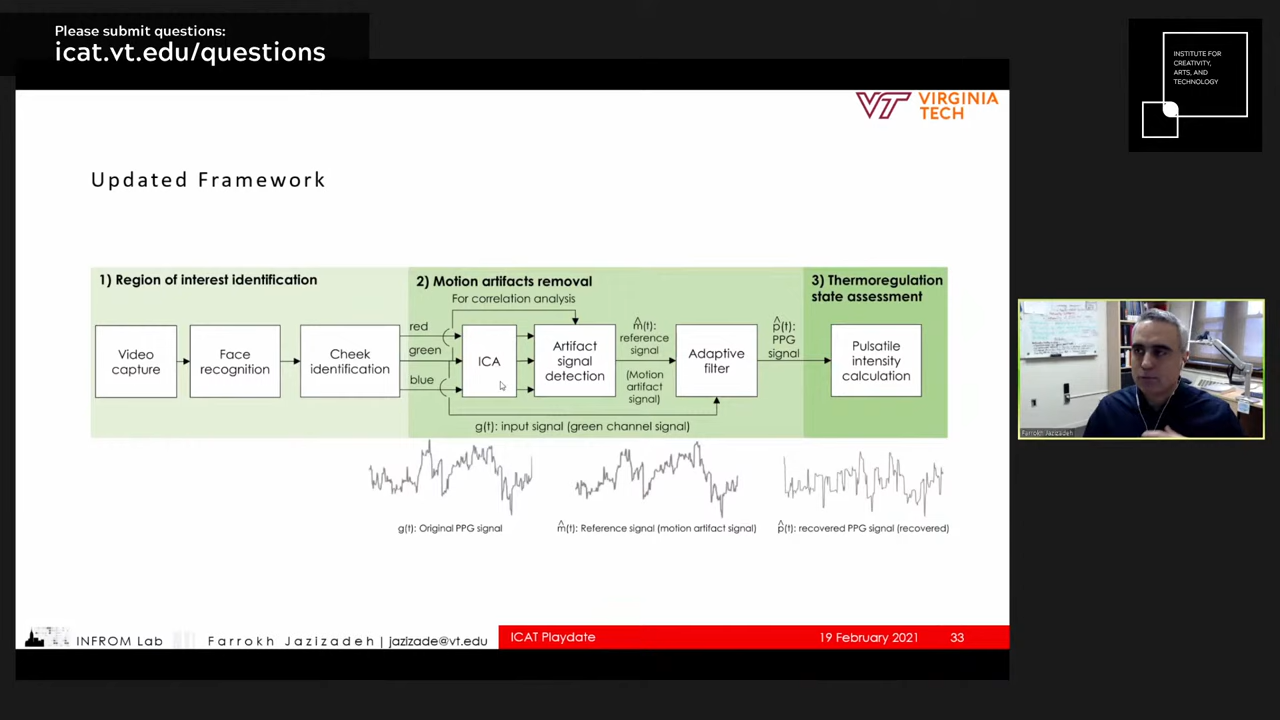 Please submit questions:
icat.vt.edu/questions
INSTITUTE FOR
CREATIVITY,
ARTS, AND
TECHNOLOGY
VT VIRGINIA
TECH
Updated Framework
1) Region of interest identification
2) Motion artifacts removal
3) Thermoregulation
state assessment
For correlation analysis
Video
capture
Face
recognition
Cheek
identification
red
green
blue
ICA
Artifact
signal
detection
m̂(t):
reference
signal
(Motion
artifact
signal)
Adaptive
filter
p̂(t):
PPG
signal
Pulsatile
intensity
calculation
g(t): input signal (green channel signal)
g(t): Original PPG signal
m̂(t): Reference signal (motion artifact signal)
p̂(t): recovered PPG signal (recovered)
Farrokh Jazizadeh
INFROM Lab
Farrokh Jazizadeh | jazizade@vt.edu
ICAT Playdate
19 February 2021
33